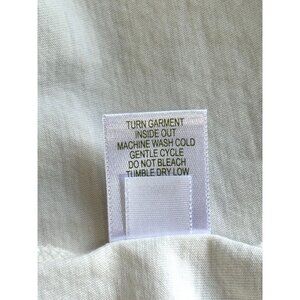 TURN GARMENT
INSIDE OUT
MACHINE WASH COLD
GENTLE CYCLE
DO NOT BLEACH
TUMBLE DRY LOW